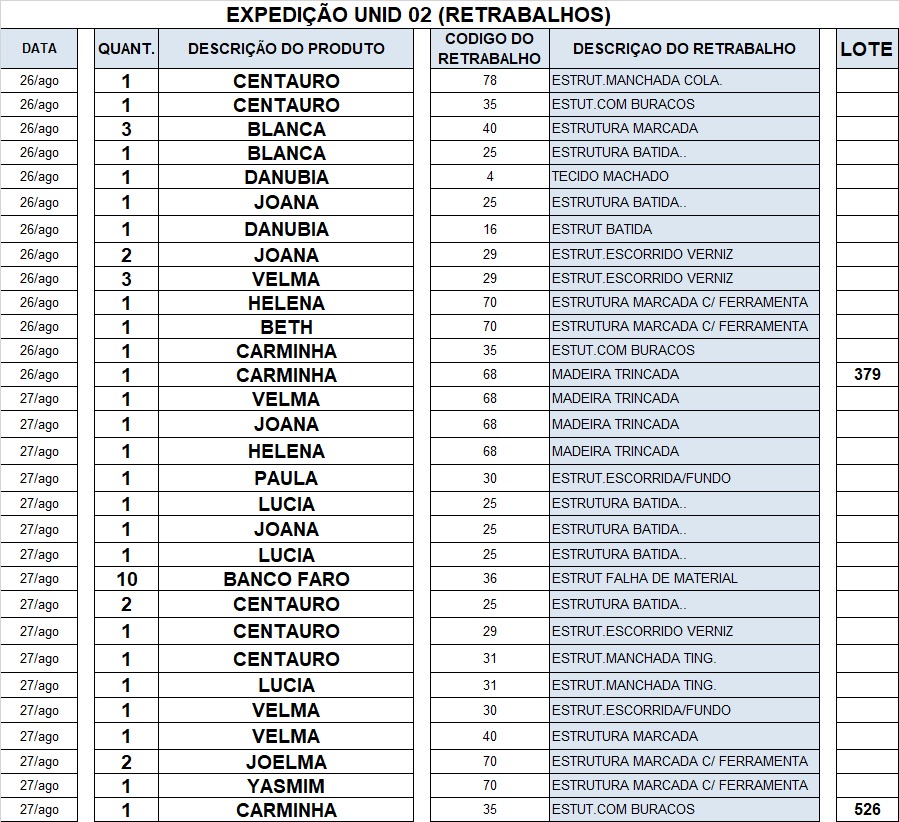 EXPEDIÇÃO UNID 02 (RETRABALHOS)
DATA QUANT. DESCRIÇÃO DO PRODUTO CODIGO DO RETRABALHO DESCRIÇAO DO RETRABALHO LOTE
26/ago 1 CENTAURO 78 ESTRUT.MANCHADA COLA.
26/ago 1 CENTAURO 35 ESTUT.COM BURACOS
26/ago 3 BLANCA 40 ESTRUTURA MARCADA
26/ago 1 BLANCA 25 ESTRUTURA BATIDA..
26/ago 1 DANUBIA 4 TECIDO MACHADO
26/ago 1 JOANA 25 ESTRUTURA BATIDA..
26/ago 1 DANUBIA 16 ESTRUT BATIDA
26/ago 2 JOANA 29 ESTRUT.ESCORRIDO VERNIZ
26/ago 3 VELMA 29 ESTRUT.ESCORRIDO VERNIZ
26/ago 1 HELENA 70 ESTRUTURA MARCADA C/ FERRAMENTA
26/ago 1 BETH 70 ESTRUTURA MARCADA C/ FERRAMENTA
26/ago 1 CARMINHA 35 ESTUT.COM BURACOS
26/ago 1 CARMINHA 68 MADEIRA TRINCADA 379
27/ago 1 VELMA 68 MADEIRA TRINCADA
27/ago 1 JOANA 68 MADEIRA TRINCADA
27/ago 1 HELENA 68 MADEIRA TRINCADA
27/ago 1 PAULA 30 ESTRUT.ESCORRIDA/FUNDO
27/ago 1 LUCIA 25 ESTRUTURA BATIDA..
27/ago 1 JOANA 25 ESTRUTURA BATIDA..
27/ago 1 LUCIA 25 ESTRUTURA BATIDA..
27/ago 10 BANCO FARO 36 ESTRUT FALHA DE MATERIAL
27/ago 2 CENTAURO 25 ESTRUTURA BATIDA..
27/ago 1 CENTAURO 29 ESTRUT.ESCORRIDO VERNIZ
27/ago 1 CENTAURO 31 ESTRUT.MANCHADA TING.
27/ago 1 LUCIA 31 ESTRUT.MANCHADA TING.
27/ago 1 VELMA 30 ESTRUT.ESCORRIDA/FUNDO
27/ago 1 VELMA 40 ESTRUTURA MARCADA
27/ago 2 JOELMA 70 ESTRUTURA MARCADA C/ FERRAMENTA
27/ago 1 YASMIM 70 ESTRUTURA MARCADA C/ FERRAMENTA
27/ago 1 CARMINHA 35 ESTUT.COM BURACOS 526